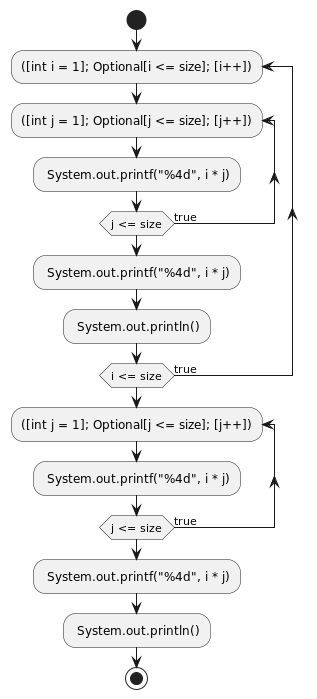 ([int i = 1]; Optional[i <= size]; [i++])
([int j = 1]; Optional[j <= size]; [j++])
System.out.printf("%4d", i * j)
j <= size
true
System.out.printf("%4d", i * j)
System.out.println()
i <= size
true
([int j = 1]; Optional[j <= size]; [j++])
System.out.printf("%4d", i * j)
j <= size
true
System.out.printf("%4d", i * j)
System.out.println()